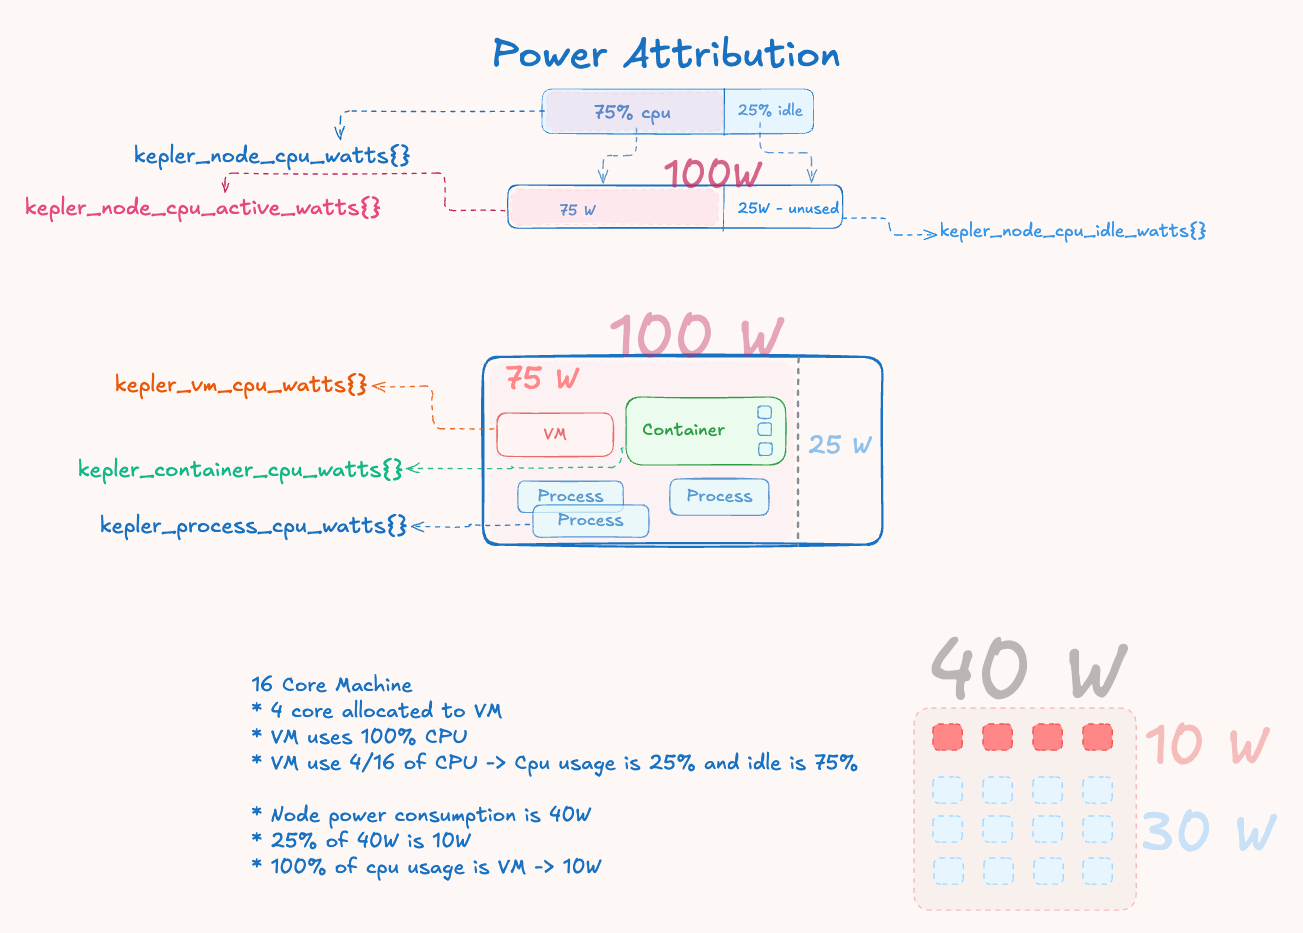 Power Attribution
75% cpu
25% idle
kepler_node_cpu_watts{}
100W
kepler_node_cpu_active_watts{}
75 W
25W - unused
kepler_node_cpu_idle_watts{}
100 W
75 W
kepler_vm_cpu_watts{}
VM
Container
25 W
kepler_container_cpu_watts{}
Process
Process
Process
kepler_process_cpu_watts{}
40 W
16 Core Machine
* 4 core allocated to VM
* VM uses 100% CPU
* VM use 4/16 of CPU -> Cpu usage is 25% and idle is 75%
10 W
* Node power consumption is 40W
* 25% of 40W is 10W
* 100% of cpu usage is VM -> 10W
30 W